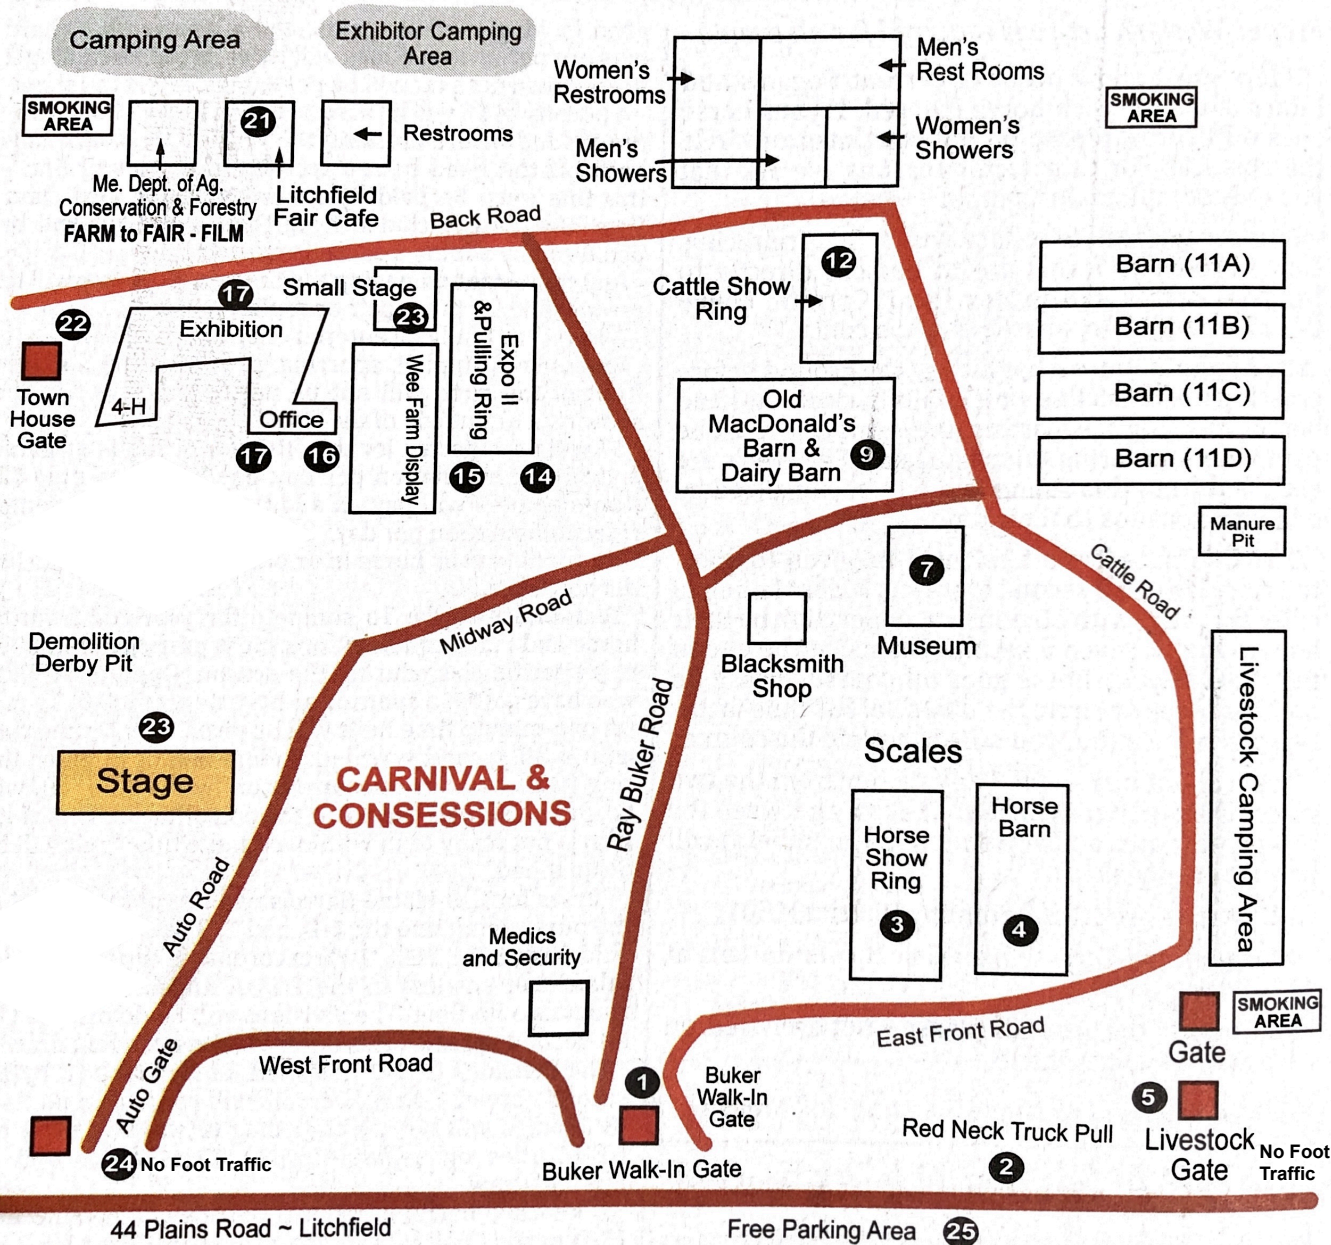 Camping Area
Exhibitor Camping
Area
SMOKING
AREA
21
Restrooms
Me. Dept. of Ag.
Conservation & Forestry
FARM to FAIR - FILM
Litchfield
Fair Cafe
Women's
Restrooms
Men's
Rest Rooms
Men's
Showers
Women's
Showers
SMOKING
AREA
Back Road
17
Small Stage
23
22
Exhibition
Town
House
Gate
4-H
Office
17
16
Wee Farm Display
Expo II
&Pulling Ring
15
14
12
Cattle Show
Ring
Old
MacDonald's
Barn &
Dairy Barn
9
Barn (11A)
Barn (11B)
Barn (11C)
Barn (11D)
Manure
Pit
Cattle Road
7
Museum
Blacksmith
Shop
Midway Road
Demolition
Derby Pit
23
Stage
CARNIVAL &
CONSESSIONS
Ray Buker Road
Scales
Horse
Show
Ring
3
Horse
Barn
4
Livestock Camping Area
Auto Road
Medics
and Security
West Front Road
Auto Gate
24 No Foot Traffic
1
Buker Walk-In Gate
Buker
Walk-In
Gate
East Front Road
Gate
SMOKING
AREA
5
Livestock
Gate
No Foot
Traffic
Red Neck Truck Pull
2
44 Plains Road ~ Litchfield
Free Parking Area 25